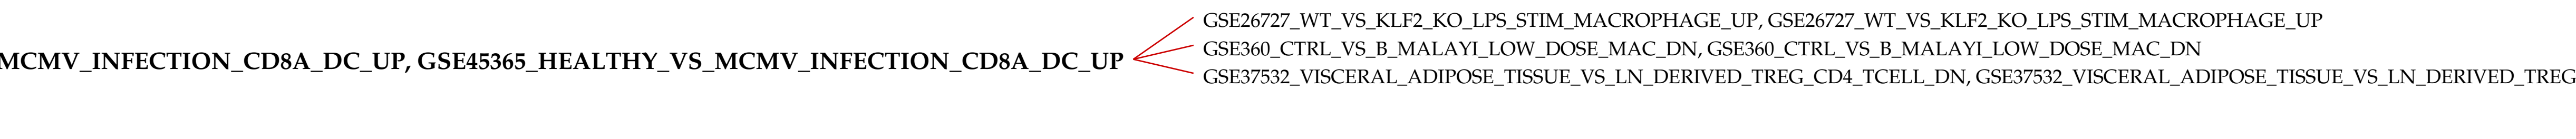 GSE26727_WT_VS_KLF2_KO_LPS_STIM_MACROPHAGE_UP, GSE26727_WT_VS_KLF2_KO_LPS_STIM_MACROPHAGE_UP
GSE360_CTRL_VS_B_MALAYI_LOW_DOSE_MAC_DN, GSE360_CTRL_VS_B_MALAYI_LOW_DOSE_MAC_DN
MCMV_INFECTION_CD8A_DC_UP, GSE45365_HEALTHY_VS_MCMV_INFECTION_CD8A_DC_UP
GSE37532_VISCERAL_ADIPOSE_TISSUE_VS_LN_DERIVED_TREG_CD4_TCELL_DN, GSE37532_VISCERAL_ADIPOSE_TISSUE_VS_LN_DERIVED_TREG